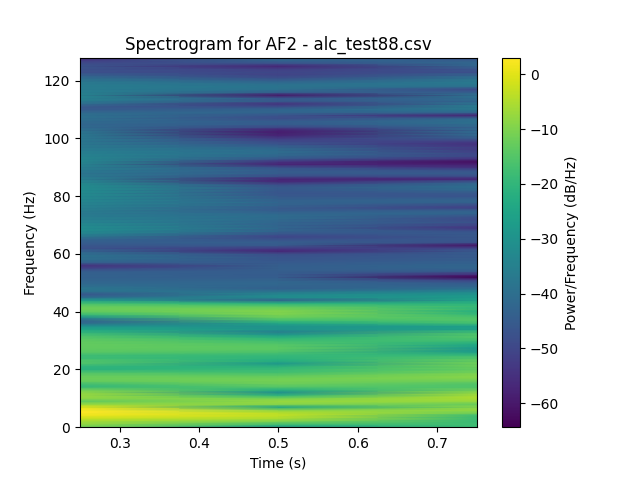 Spectrogram for AF2 - alc_test88.csv
120
100
80
60
40
20
0
Frequency (Hz)
0.3 0.4 0.5 0.6 0.7
Time (s)
0
−10
−20
−30
−40
−50
−60
Power/Frequency (dB/Hz)